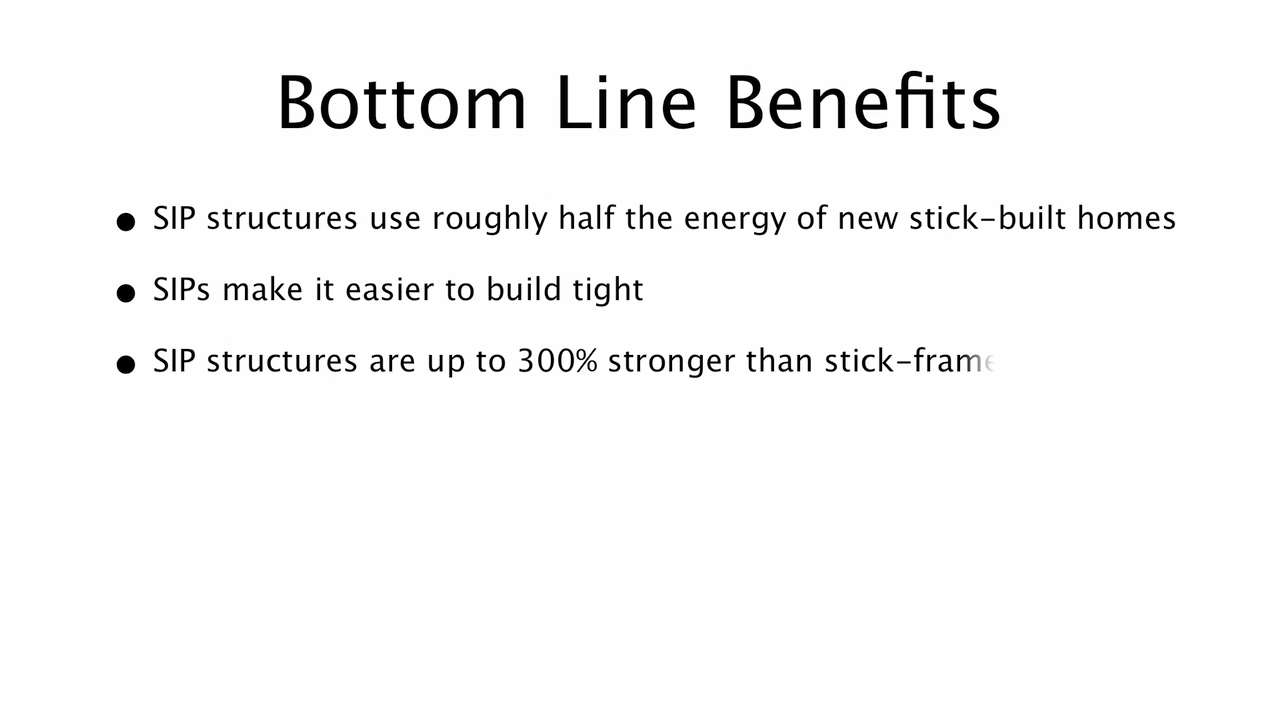 Bottom Line Benefits
• SIP structures use roughly half the energy of new stick-built homes
• SIPs make it easier to build tight
• SIP structures are up to 300% stronger than stick-frame